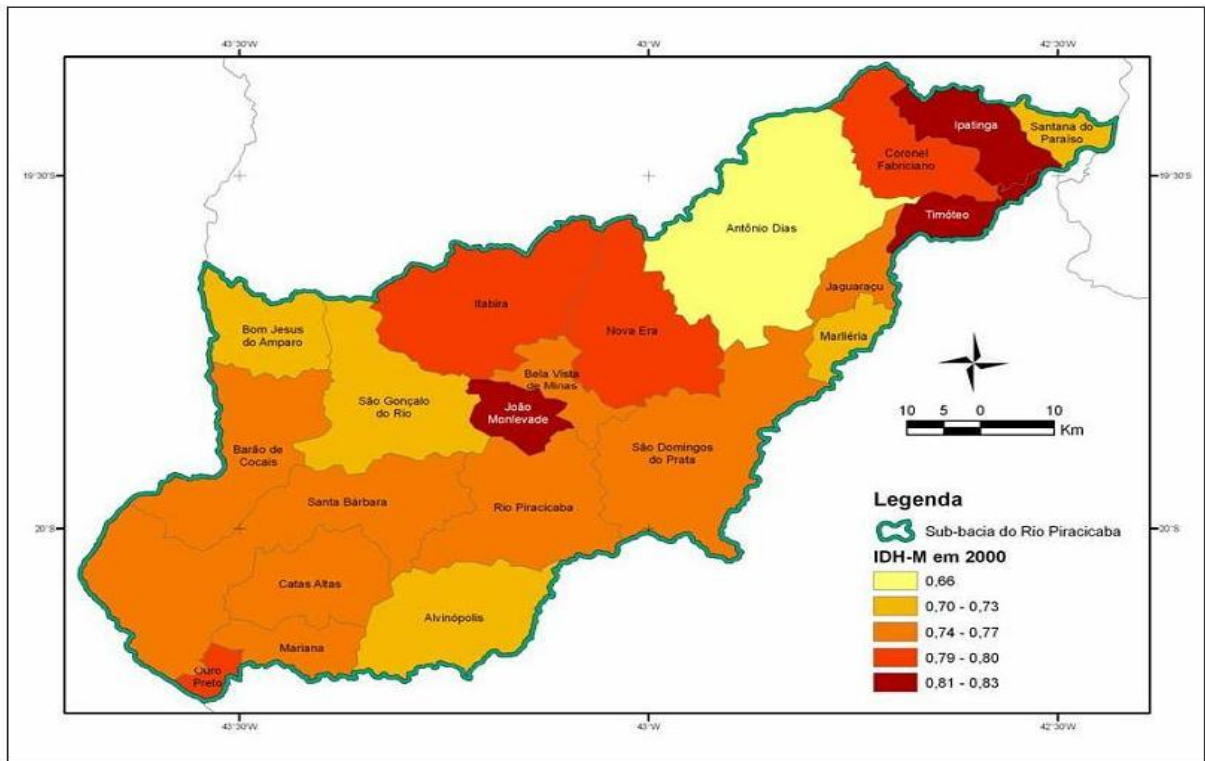 43°30'W
43°W
42°30'W
Ipatinga
Santana do
Paraíso
Coronel
Fabriciano
19°30'S
19°30'S
Timóteo
Antônio Dias
Jaguaraçu
Itabira
Nova Era
Marliéria
Bom Jesus
do Amparo
Bela Vista
de Minas
São Gonçalo
do Rio
João
Monlevade
10 5 0 10
Km
Barão de
Cocais
São Domingos
do Prata
Santa Bárbara
Rio Piracicaba
Legenda
Sub-bacia do Rio Piracicaba
20°S
20°S
IDH-M em 2000
0,66
0,70 - 0,73
0,74 - 0,77
0,79 - 0,80
0,81 - 0,83
Catas Altas
Alvinópolis
Mariana
Ouro
Preto
43°30'W
43°W
42°30'W